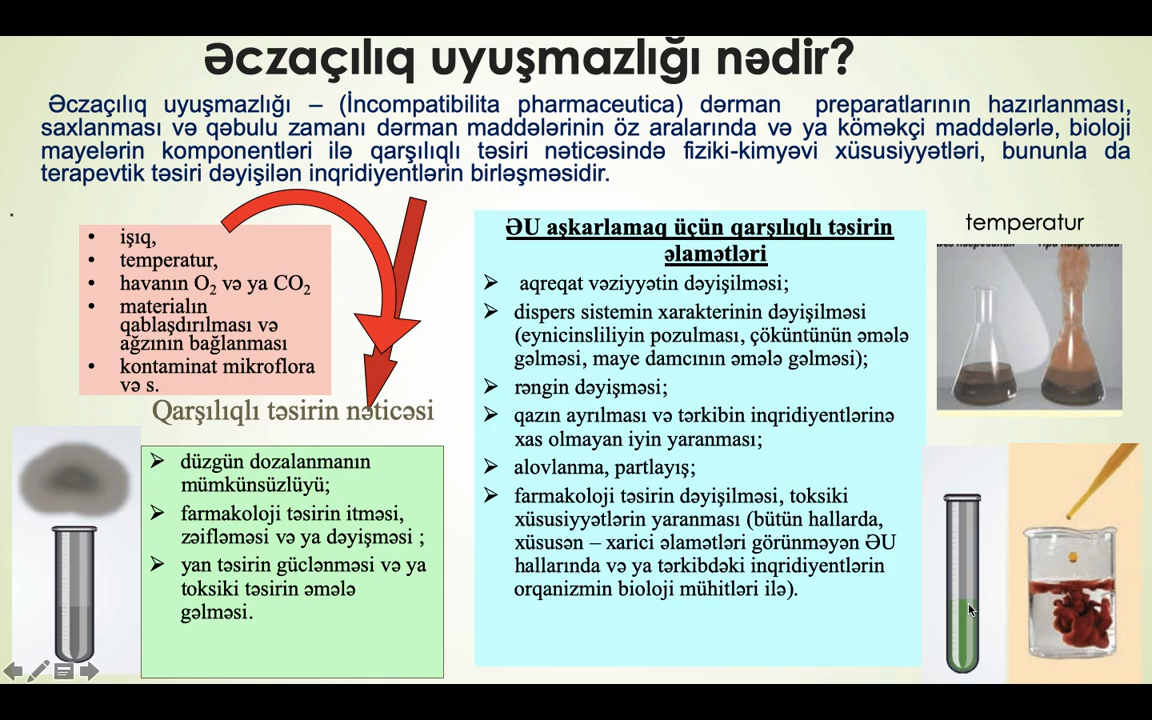 Əczaçılıq uyuşmazlığı nədir?
Əczaçılıq uyuşmazlığı – (İncompatibilita pharmaceutica) dərman preparatlarının hazırlanması,
saxlanması və qəbulu zamanı dərman maddələrinin öz aralarında və ya köməkçi maddələrlə, bioloji
mayelərin komponentləri ilə qarşılıqlı təsiri nəticəsində fiziki-kimyəvi xüsusiyyətləri, bununla da
terapevtik təsiri dəyişilən inqridiyentlərin birləşməsidir.
• işıq,
• temperatur,
• havanın O₂ və ya CO₂
• materialın
qablaşdırılması və
ağzının bağlanması
• kontaminat mikroflora
və s.
Qarşılıqlı təsirin nəticəsi
➢ düzgün dozalanmanın
mümkünsüzlüyü;
➢ farmakoloji təsirin itməsi,
zəifləməsi və ya dəyişməsi ;
➢ yan təsirin güclənməsi və ya
toksiki təsirin əmələ
gəlməsi.
ƏU aşkarlamaq üçün qarşılıqlı təsirin
əlamətləri
➢ aqreqat vəziyyətin dəyişilməsi;
➢ dispers sistemin xarakterinin dəyişilməsi
(eynicinsliliyin pozulması, çöküntünün əmələ
gəlməsi, maye damcının əmələ gəlməsi);
➢ rəngin dəyişməsi;
➢ qazın ayrılması və tərkibin inqridiyentlərinə
xas olmayan iyin yaranması;
➢ alovlanma, partlayış;
➢ farmakoloji təsirin dəyişilməsi, toksiki
xüsusiyyətlərin yaranması (bütün hallarda,
xüsusən – xarici əlamətləri görünməyən ƏU
hallarında və ya tərkibdəki inqridiyentlərin
orqanizmin bioloji mühitləri ilə).
temperatur